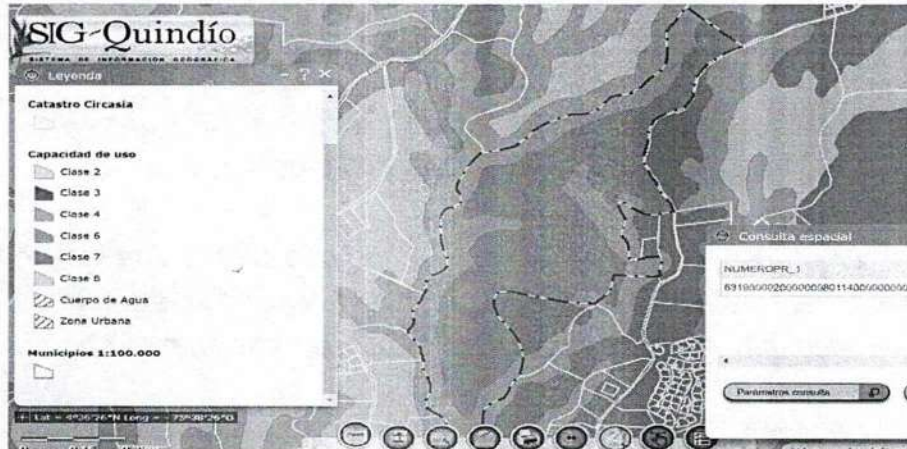 SIG-Quindío
SISTEMA DE INFORMACIÓN GEOGRÁFICA
Leyenda
Catastro Circasia
Capacidad de uso
Clase 2
Clase 3
Clase 4
Clase 6
Clase 7
Clase 8
Cuerpo de Agua
Zona Urbana
Municipios 1:100.000
Consulta espacial
NUMEROPR_1
Parámetros consulta